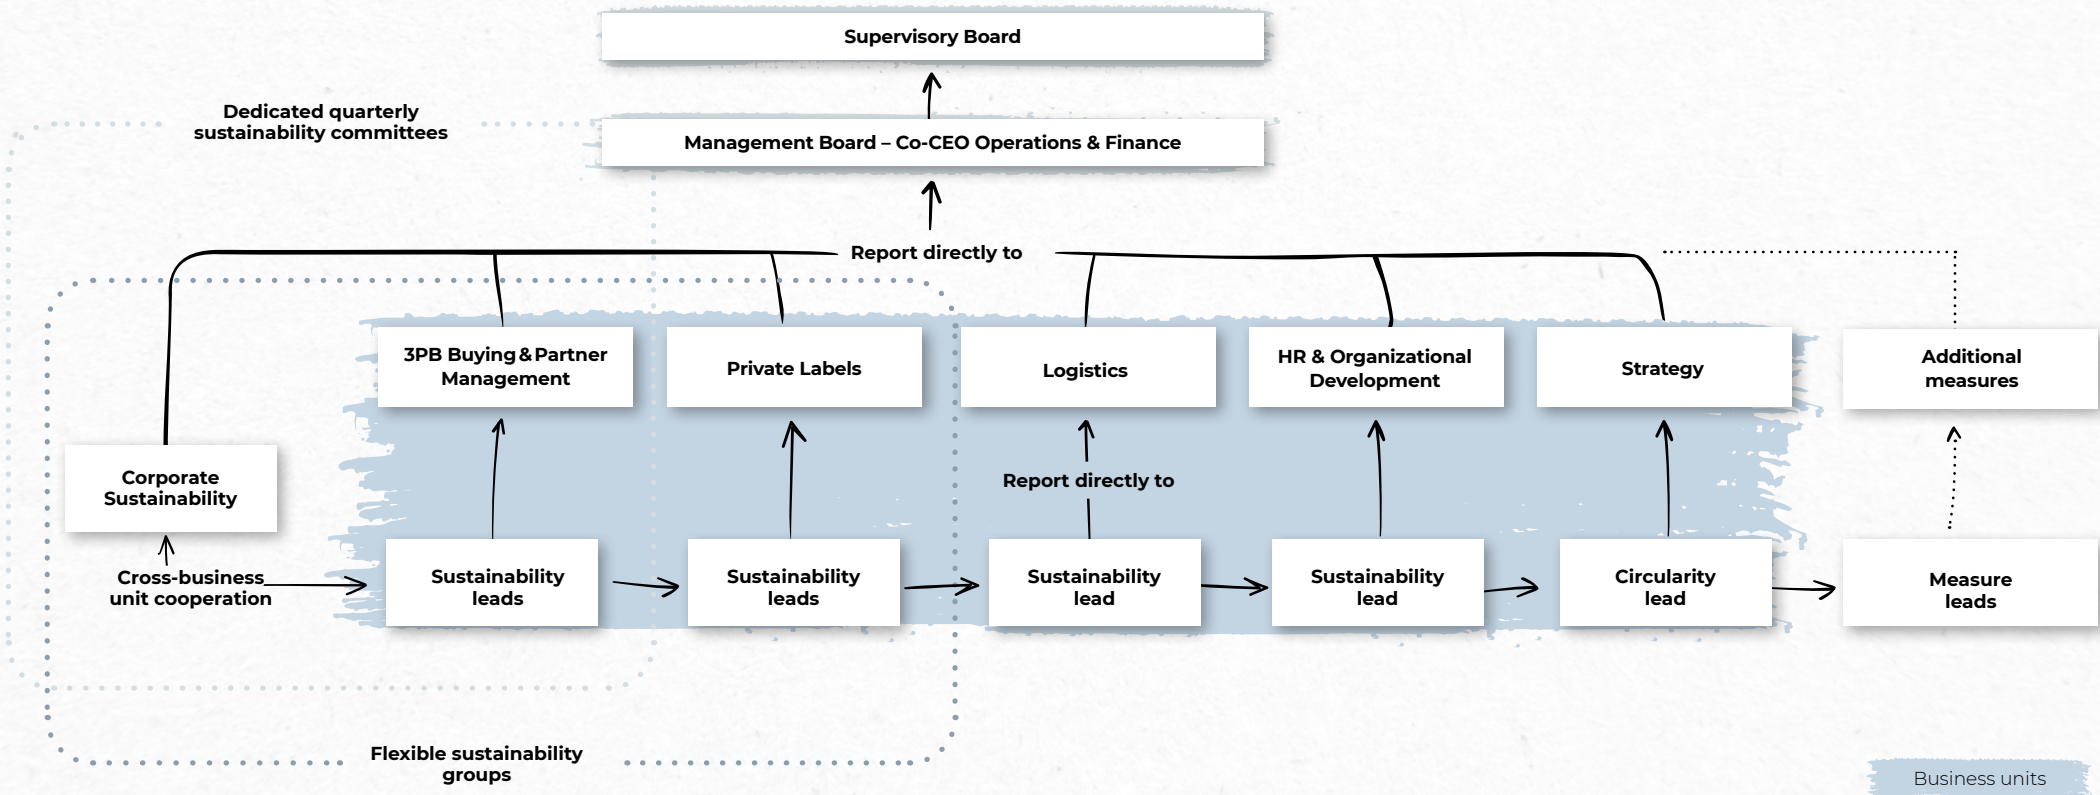 Supervisory Board
Dedicated quarterly
sustainability committees
Management Board – Co-CEO Operations & Finance
Report directly to
3PB Buying & Partner
Management
Private Labels
Logistics
HR & Organizational
Development
Strategy
Additional
measures
Corporate
Sustainability
Report directly to
Cross-business
unit cooperation
Sustainability
leads
Sustainability
leads
Sustainability
lead
Sustainability
lead
Circularity
lead
Measure
leads
Flexible sustainability
groups
Business units